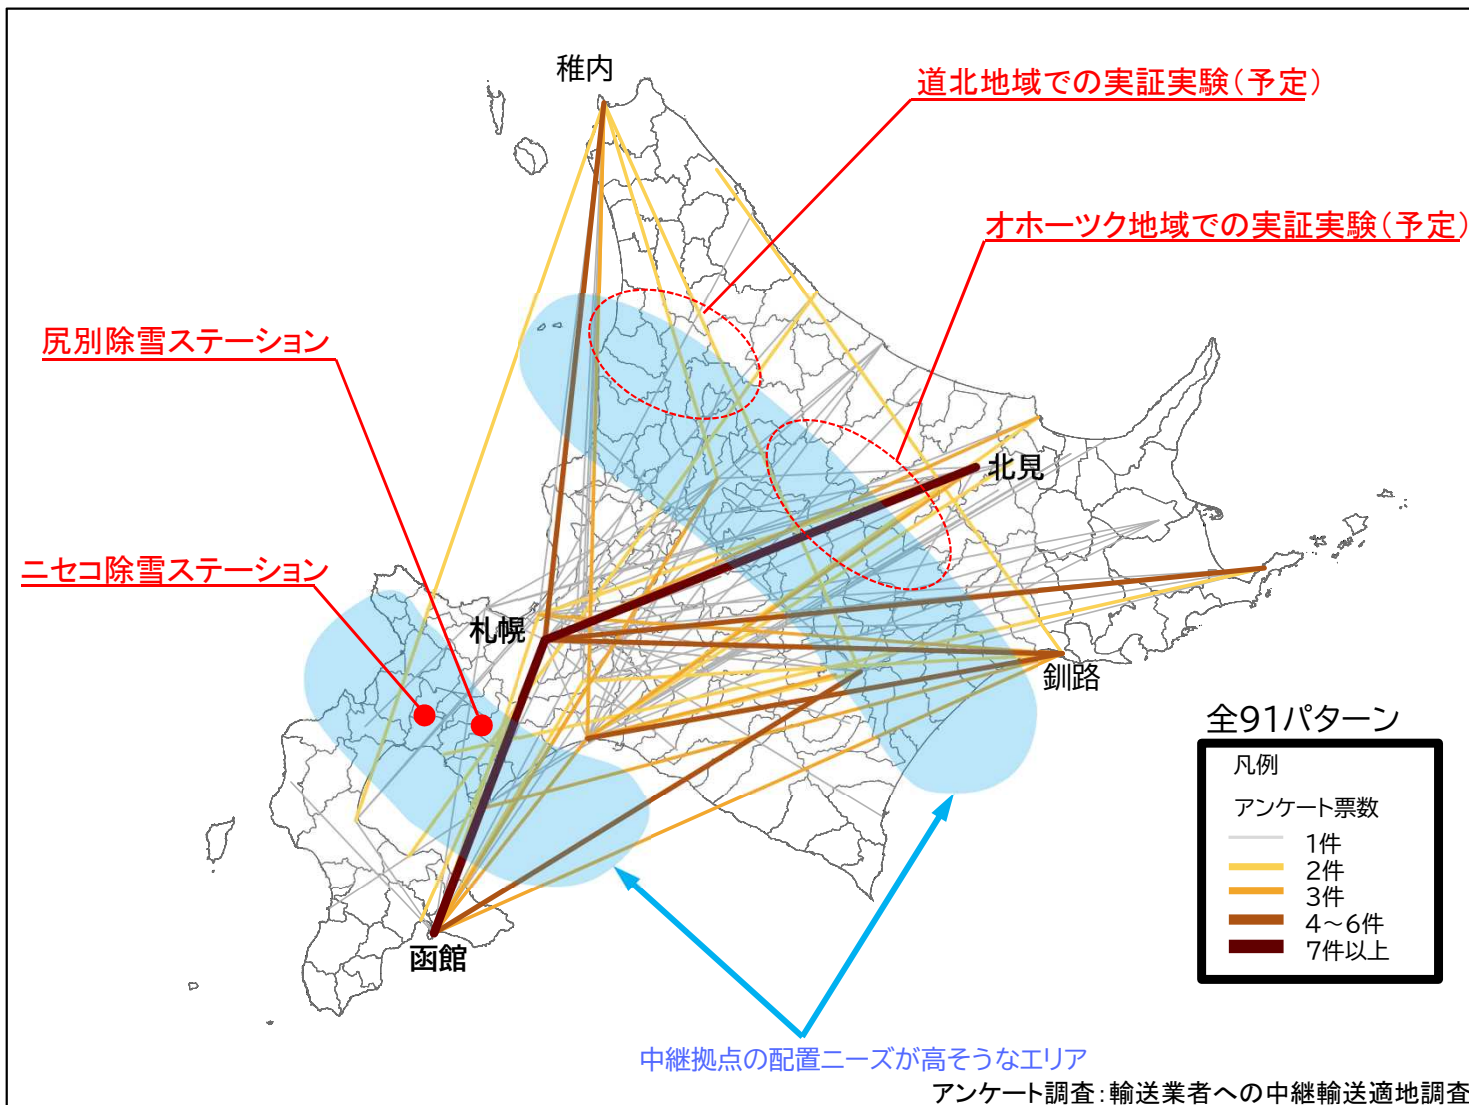 稚内
道北地域での実証実験(予定)
オホーツク地域での実証実験(予定)
尻別除雪ステーション
北見
ニセコ除雪ステーション
札幌
釧路
全91パターン
凡例
アンケート票数
1件
2件
3件
4～6件
7件以上
函館
中継拠点の配置ニーズが高そうなエリア
アンケート調査:輸送業者への中継輸送適地調査